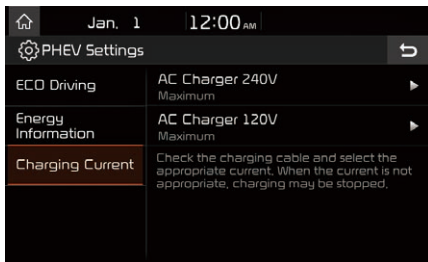 Jan. 1 12:00 AM
PHEV Settings
ECO Driving
AC Charger 240V
Maximum
Energy
Information
AC Charger 120V
Maximum
Charging Current
Check the charging cable and select the
appropriate current. When the current is not
appropriate, charging may be stopped.